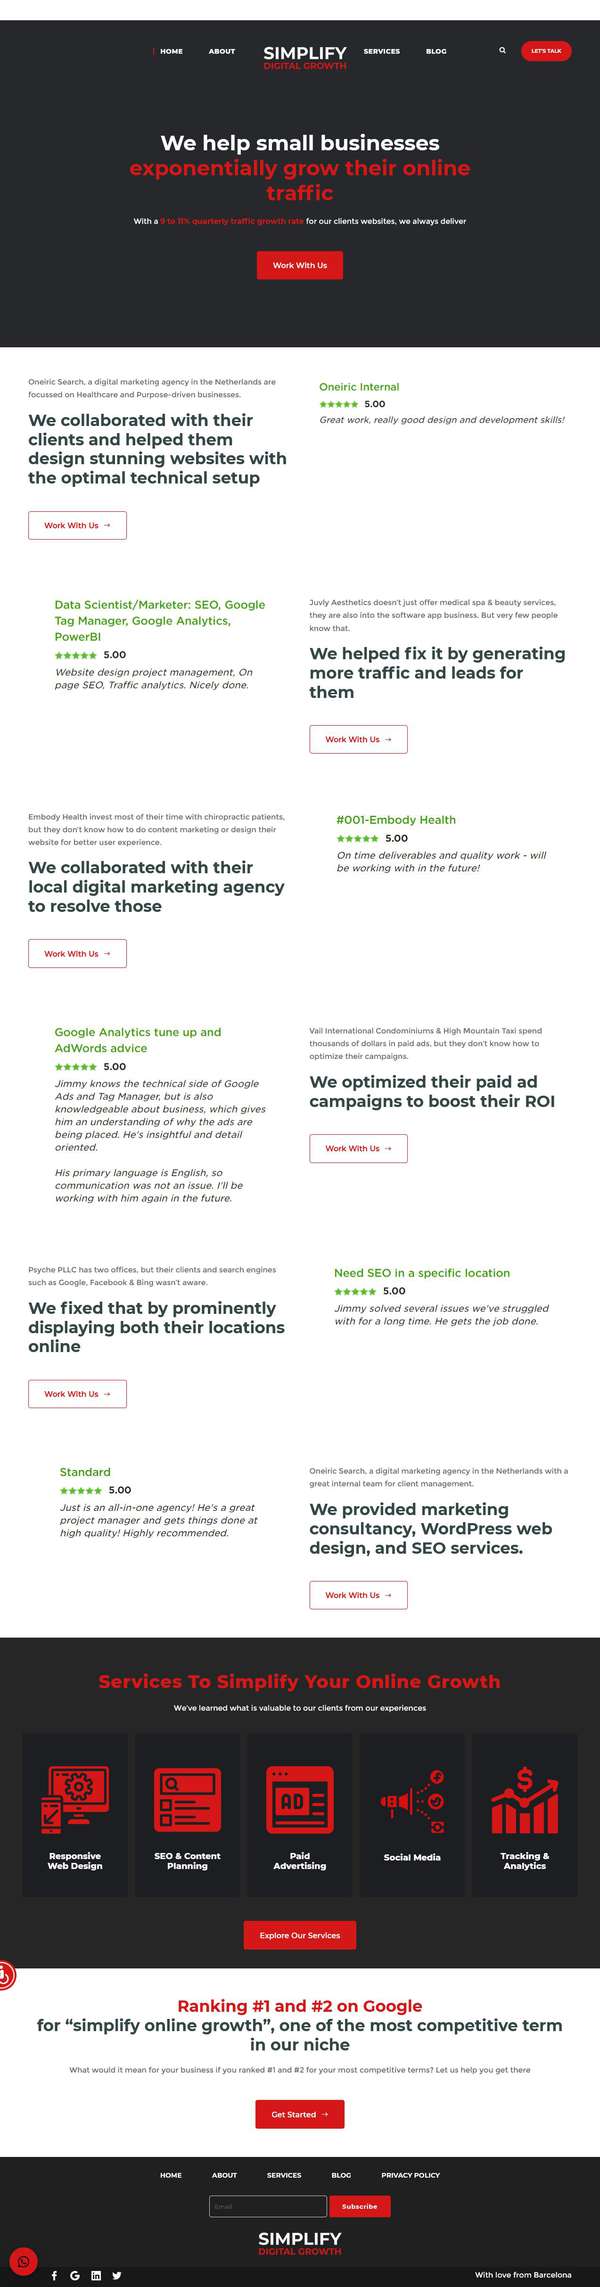 HOME
ABOUT
SIMPLIFY
DIGITAL GROWTH
SERVICES
BLOG
LET'S TALK
We help small businesses
exponentially grow their online
traffic
With a 9 to 11% quarterly traffic growth rate for our clients websites, we always deliver
Work With Us
Oneiric Search, a digital marketing agency in the Netherlands are
focussed on Healthcare and Purpose-driven businesses.
We collaborated with their
clients and helped them
design stunning websites with
the optimal technical setup
Work With Us →
Oneiric Internal
★★★★★ 5.00
Great work, really good design and development skills!
Data Scientist/Marketer: SEO, Google
Tag Manager, Google Analytics,
PowerBI
★★★★★ 5.00
Website design project management, On
page SEO, Traffic analytics. Nicely done.
Juvly Aesthetics doesn't just offer medical spa & beauty services,
they are also into the software app business. But very few people
know that.
We helped fix it by generating
more traffic and leads for
them
Work With Us →
Embody Health invest most of their time with chiropractic patients,
but they don't know how to do content marketing or design their
website for better user experience.
We collaborated with their
local digital marketing agency
to resolve those
Work With Us →
#001-Embody Health
★★★★★ 5.00
On time deliverables and quality work - will
be working with in the future!
Google Analytics tune up and
AdWords advice
★★★★★ 5.00
Jimmy knows the technical side of Google
Ads and Tag Manager, but is also
knowledgeable about business, which gives
him an understanding of why the ads are
being placed. He's insightful and detail
oriented.
His primary language is English, so
communication was not an issue. I'll be
working with him again in the future.
Vail International Condominiums & High Mountain Taxi spend
thousands of dollars in paid ads, but they don't know how to
optimize their campaigns.
We optimized their paid ad
campaigns to boost their ROI
Work With Us →
Psyche PLLC has two offices, but their clients and search engines
such as Google, Facebook & Bing wasn't aware.
We fixed that by prominently
displaying both their locations
online
Work With Us →
Need SEO in a specific location
★★★★★ 5.00
Jimmy solved several issues we've struggled
with for a long time. He gets the job done.
Standard
★★★★★ 5.00
Just is an all-in-one agency! He's a great
project manager and gets things done at
high quality! Highly recommended.
Oneiric Search, a digital marketing agency in the Netherlands with a
great internal team for client management.
We provided marketing
consultancy, WordPress web
design, and SEO services.
Work With Us →
Services To Simplify Your Online Growth
We've learned what is valuable to our clients from our experiences
Responsive
Web Design
SEO & Content
Planning
AD
Paid
Advertising
Social Media
$
Tracking &
Analytics
Explore Our Services
Ranking #1 and #2 on Google
for “simplify online growth”, one of the most competitive term
in our niche
What would it mean for your business if you ranked #1 and #2 for your most competitive terms? Let us help you get there
Get Started →
HOME
ABOUT
SERVICES
BLOG
PRIVACY POLICY
Email
Subscribe
SIMPLIFY
DIGITAL GROWTH
With love from Barcelona